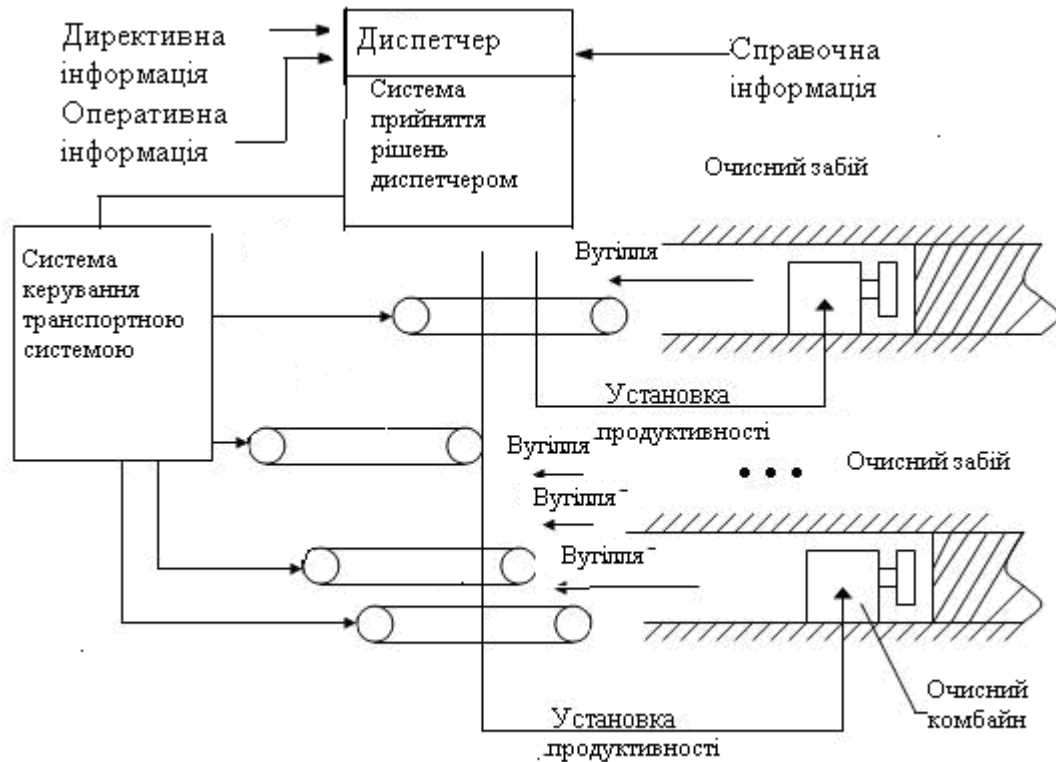 Директивна
інформація
Оперативна
інформація
Диспетчер
Система
прийняття
рішень
диспетчером
Справочна
інформація
Очисний забій
Система
керування
транспортною
системою
Вугілля
Установка
продуктивності
Вугілля
Очисний забій
Вугілля
Вугілля
Очисний
комбайн
Установка
продуктивності